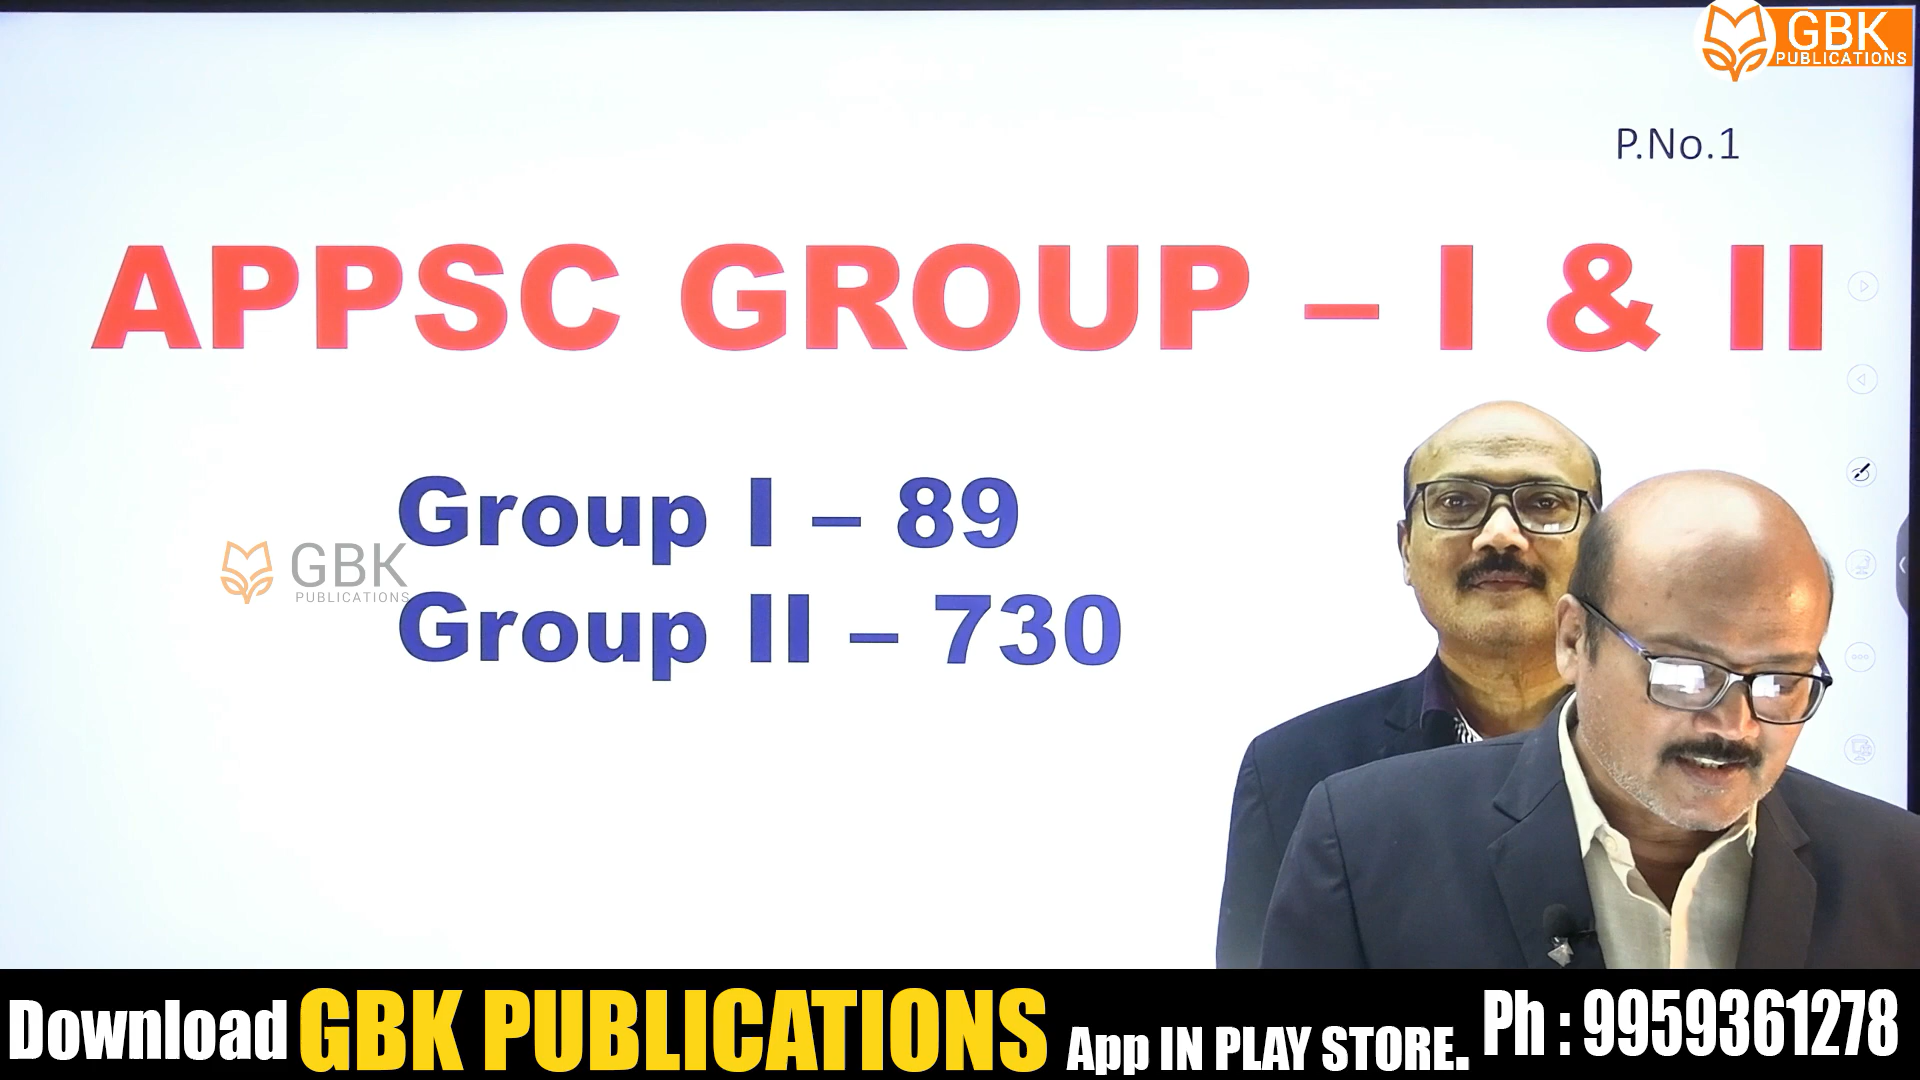 GBK
PUBLICATIONS
P.No.1
APPSC GROUP – I & II
Group I – 89
GBK
PUBLICATIONS
Group II – 730
Download GBK PUBLICATIONS App IN PLAY STORE. Ph : 9959361278